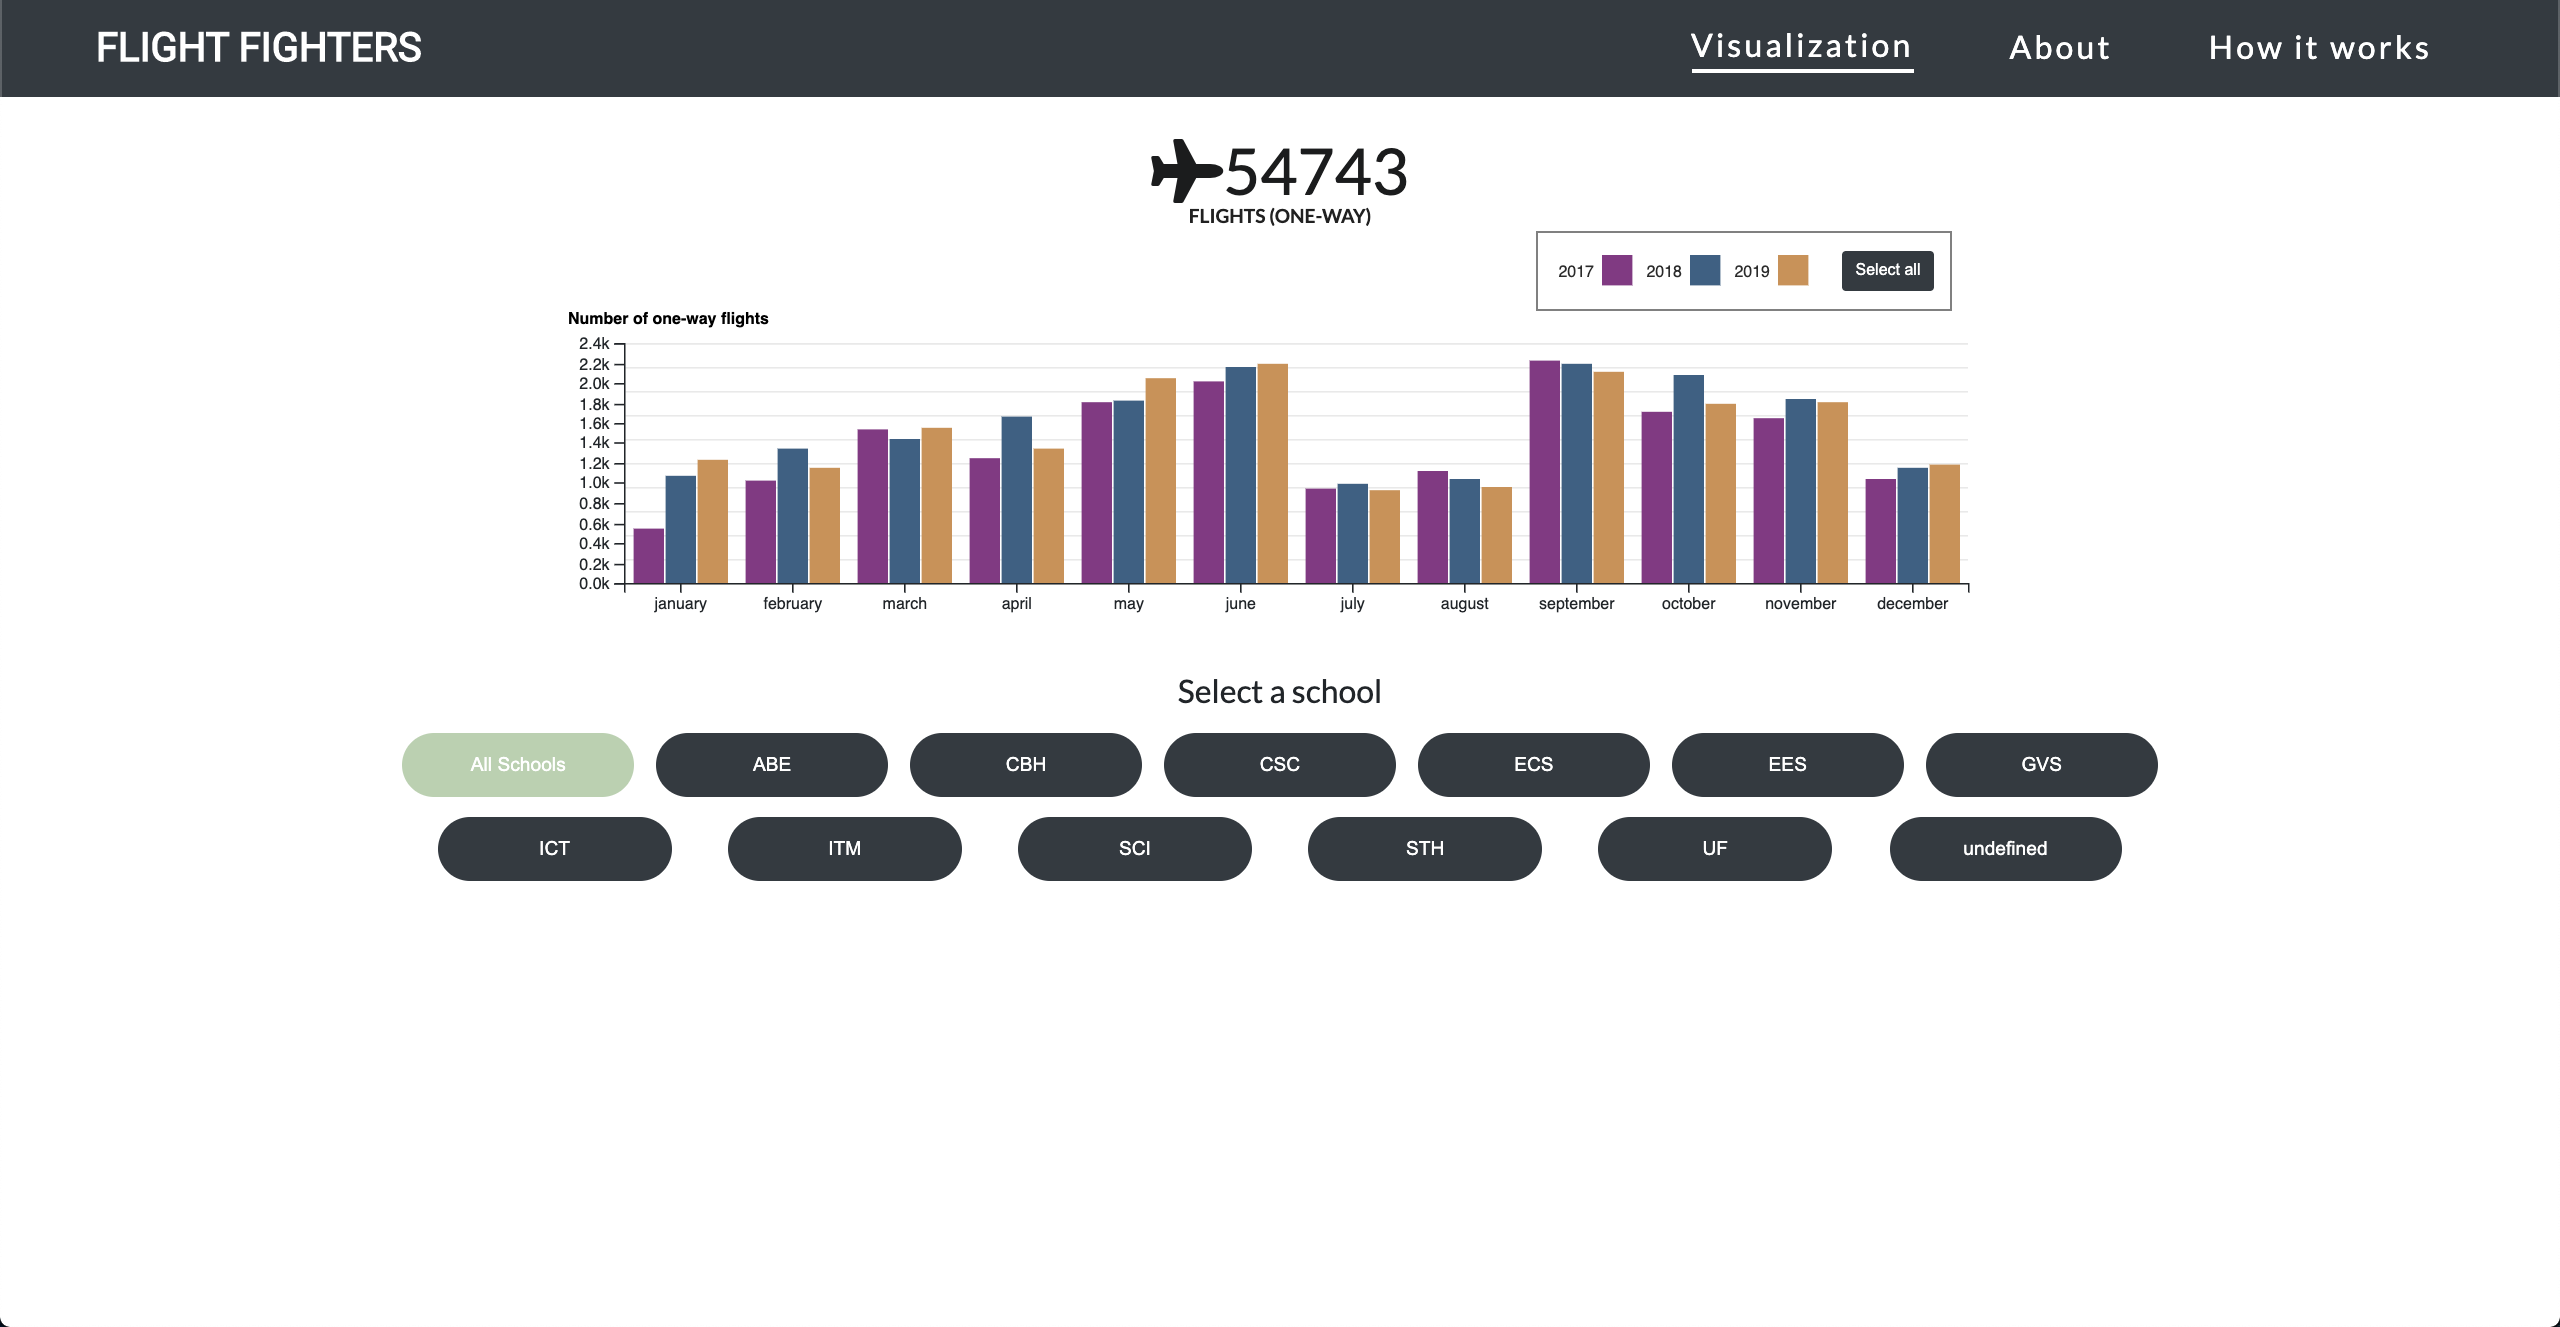 FLIGHT FIGHTERS Visualization About How it works
54743
FLIGHTS (ONE-WAY)
2017 2018 2019 Select all
Number of one-way flights
2.4k
2.2k
2.0k
1.8k
1.6k
1.4k
1.2k
1.0k
0.8k
0.6k
0.4k
0.2k
0.0k
january february march april may june july august september october november december
Select a school
All Schools ABE CBH CSC ECS EES GVS
ICT ITM SCI STH UF undefined